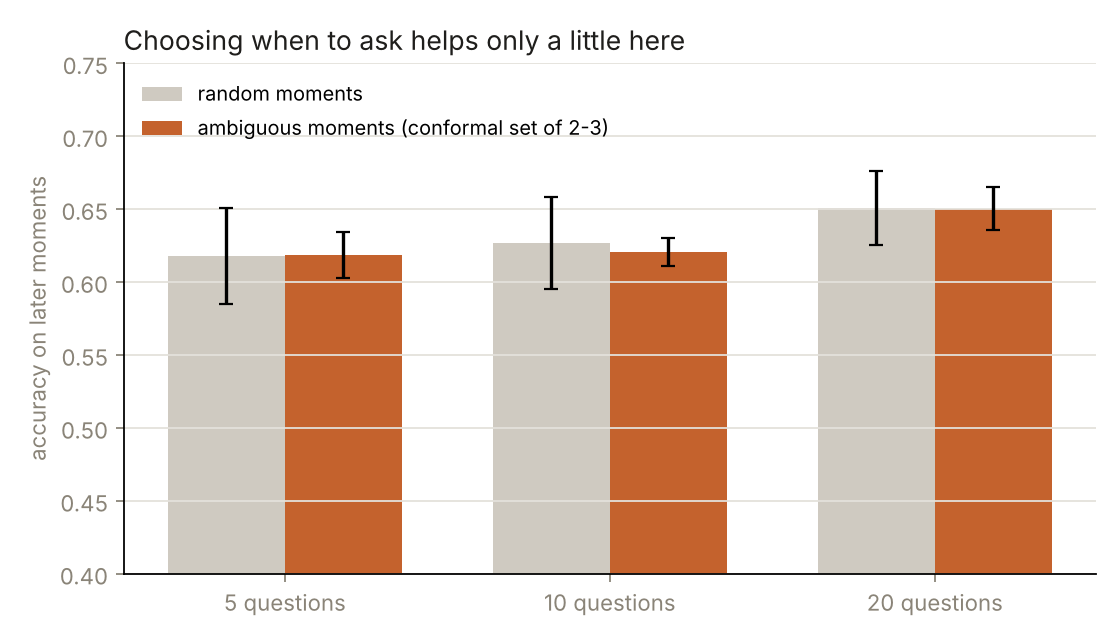 Choosing when to ask helps only a little here
random moments
ambiguous moments (conformal set of 2-3)
accuracy on later moments
0.75
0.70
0.65
0.60
0.55
0.50
0.45
0.40
5 questions
10 questions
20 questions